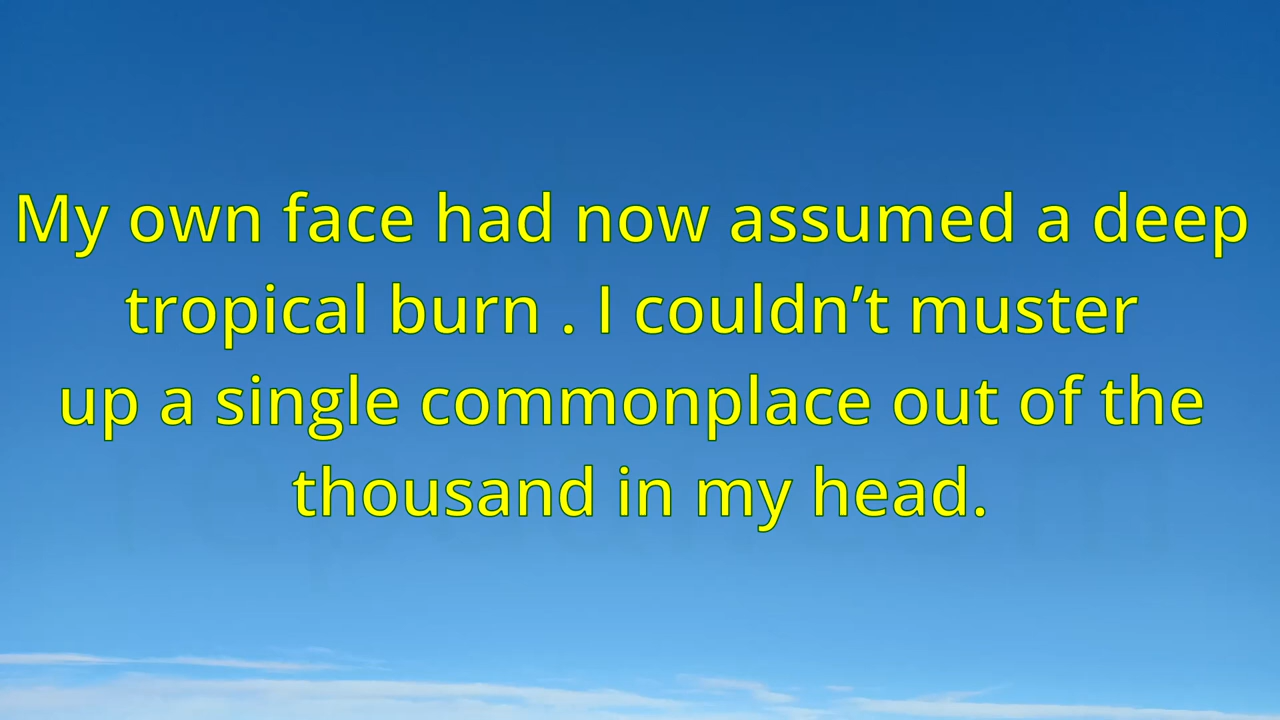 My own face had now assumed a deep
tropical burn . I couldn’t muster
up a single commonplace out of the
thousand in my head.